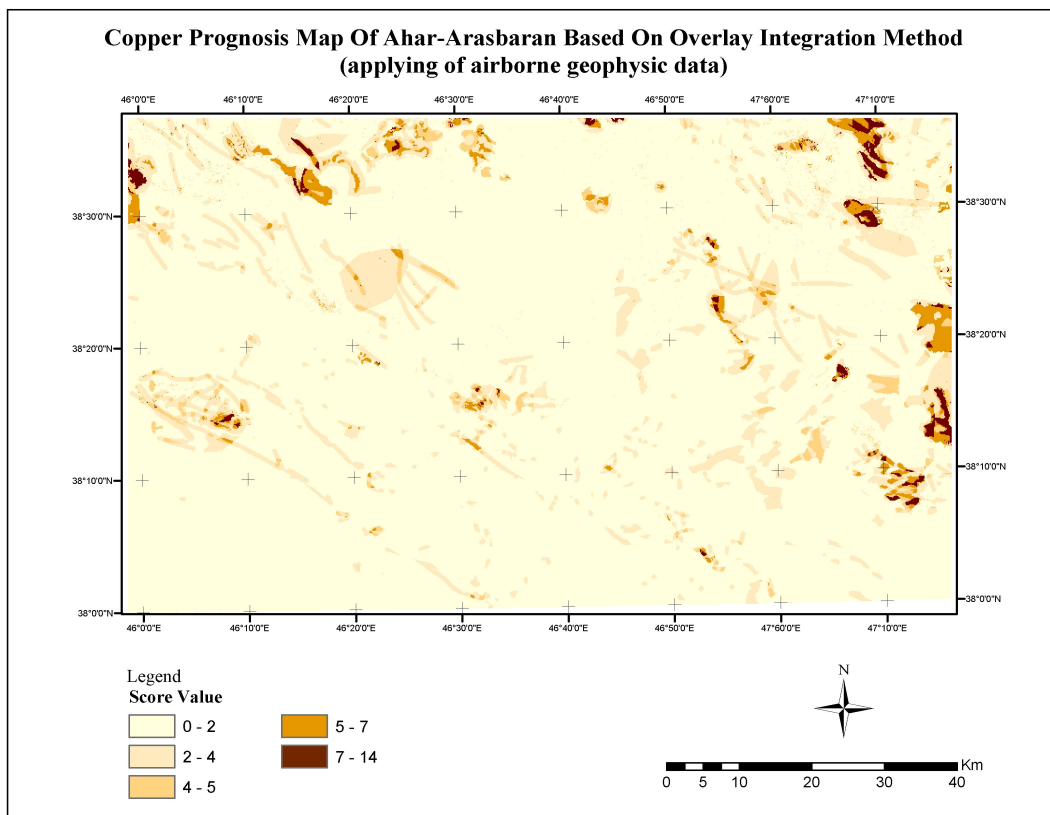 Copper Prognosis Map Of Ahar-Arasbaran Based On Overlay Integration Method
(applying of airborne geophysic data)
46°0'0"E 46°10'0"E 46°20'0"E 46°30'0"E 46°40'0"E 46°50'0"E 47°60'0"E 47°10'0"E
38°30'0"N 38°30'0"N
38°20'0"N 38°20'0"N
38°10'0"N 38°10'0"N
38°0'0"N 38°0'0"N
46°0'0"E 46°10'0"E 46°20'0"E 46°30'0"E 46°40'0"E 46°50'0"E 47°60'0"E 47°10'0"E
Legend
Score Value
0 - 2 5 - 7
2 - 4 7 - 14
4 - 5
N
Km
0 5 10 20 30 40